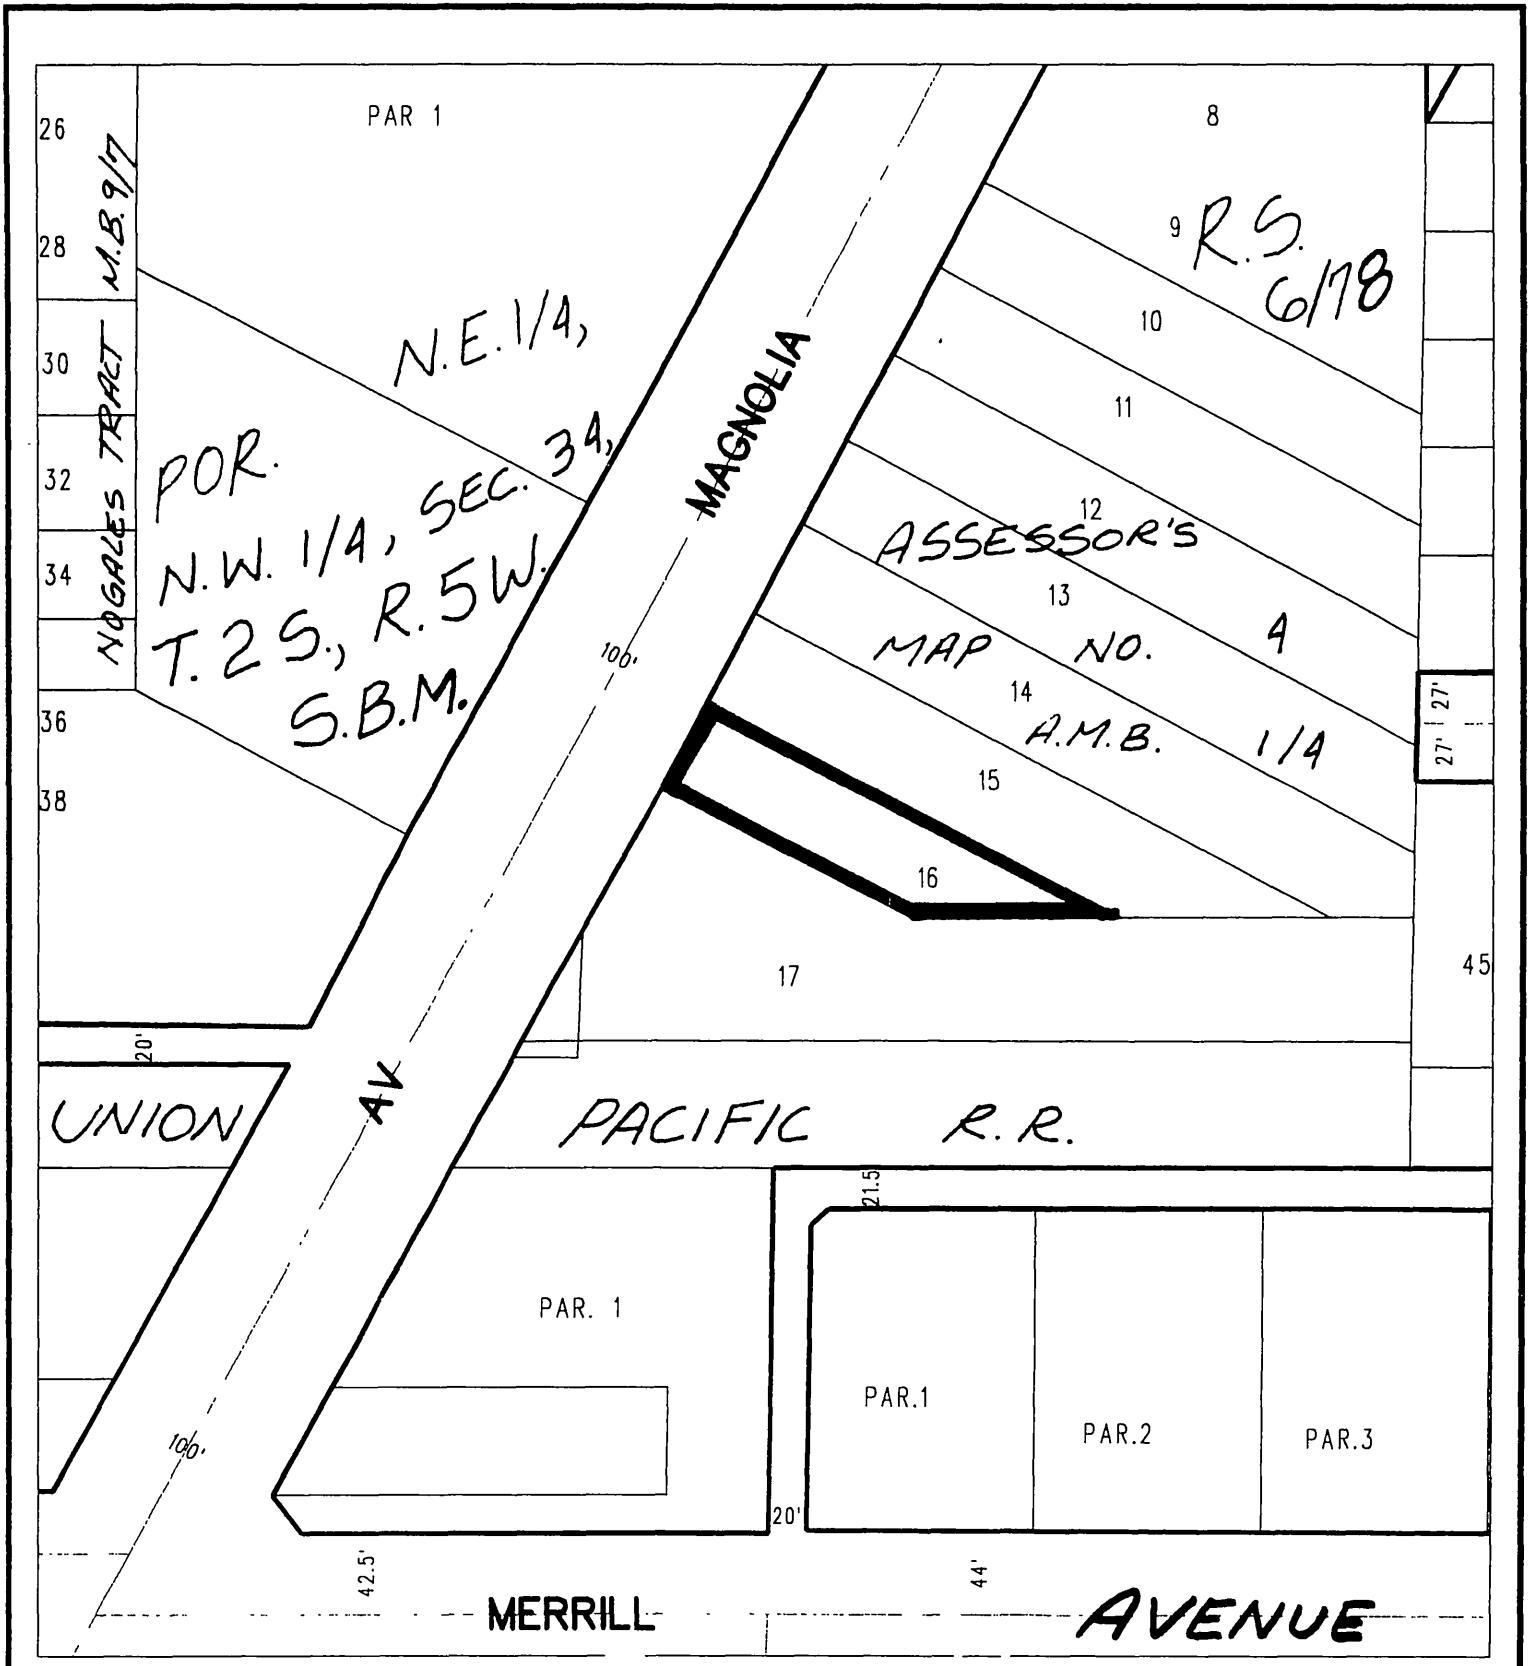 PAR 1
8
26
28
30
32
34
36
38
NOGALES TRACT M.B. 9/7
9
R.S.
6/78
10
11
12
13
14
15
16
17
N.E. 1/4,
POR.
N.W. 1/4, SEC. 34,
T. 2 S., R. 5 W.
S.B.M.
MAGNOLIA
100'
ASSESSOR'S
MAP NO. 4
A.M.B. 1/4
27' 27'
45
20'
AV
UNION PACIFIC R.R.
21.5
PAR. 1
PAR.1
PAR.2
PAR.3
100'
20'
42.5'
44'
MERRILL AVENUE